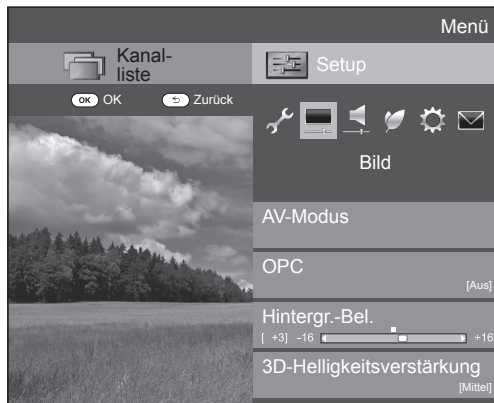 Menü
Kanal-
liste
Setup
OK OK
Zurück
Bild
AV-Modus
OPC
[Aus]
Hintergr.-Bel.
[ +3] -16 +16
3D-Helligkeitsverstärkung
[Mittel]